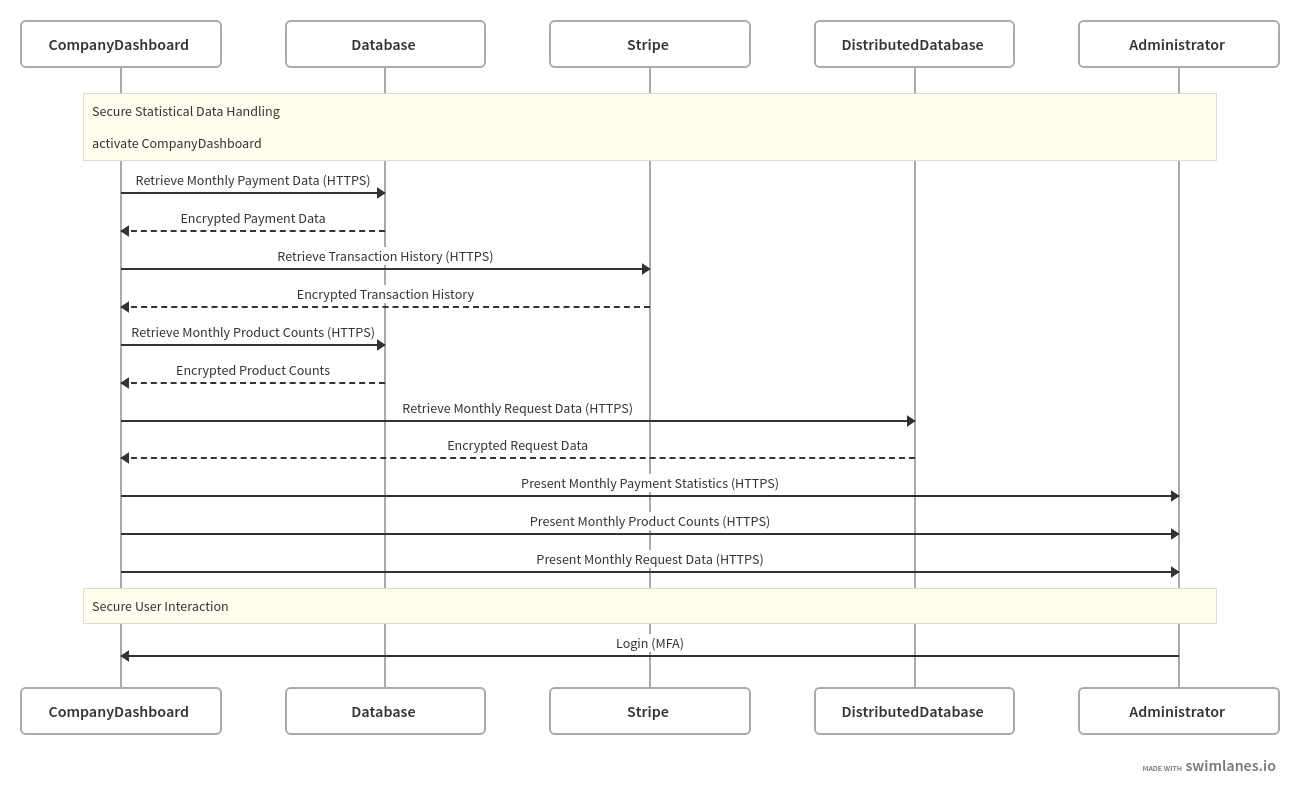 CompanyDashboard
Database
Stripe
DistributedDatabase
Administrator
Secure Statistical Data Handling
activate CompanyDashboard
Retrieve Monthly Payment Data (HTTPS)
Encrypted Payment Data
Retrieve Transaction History (HTTPS)
Encrypted Transaction History
Retrieve Monthly Product Counts (HTTPS)
Encrypted Product Counts
Retrieve Monthly Request Data (HTTPS)
Encrypted Request Data
Present Monthly Payment Statistics (HTTPS)
Present Monthly Product Counts (HTTPS)
Present Monthly Request Data (HTTPS)
Secure User Interaction
Login (MFA)
CompanyDashboard
Database
Stripe
DistributedDatabase
Administrator
MADE WITH swimlanes.io